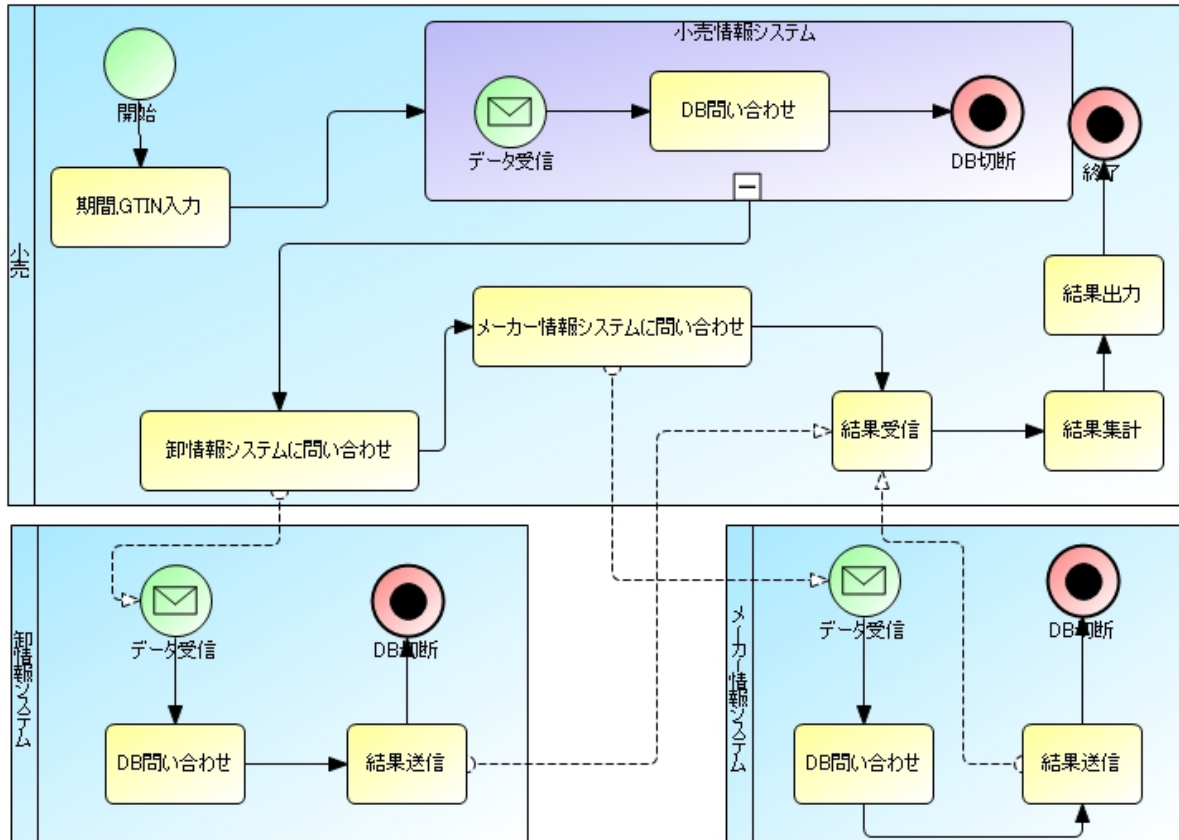 小売
開始
期間,GTIN入力
小売情報システム
データ受信
DB問い合わせ
DB切断
終了
結果出力
メーカー情報システムに問い合わせ
卸情報システムに問い合わせ
結果受信
結果集計
卸情報システム
データ受信
DB切断
DB問い合わせ
結果送信
メーカー情報システム
データ受信
DB切断
DB問い合わせ
結果送信